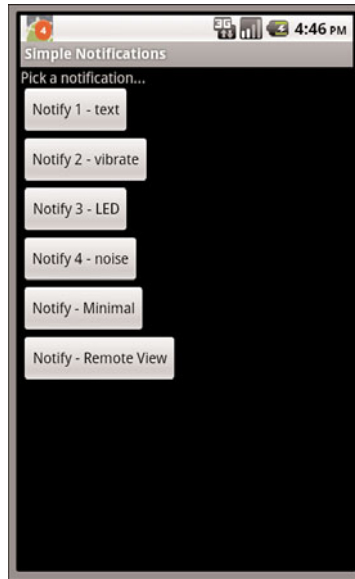 4
3G
4:46 PM
Simple Notifications
Pick a notification...
Notify 1 - text
Notify 2 - vibrate
Notify 3 - LED
Notify 4 - noise
Notify - Minimal
Notify - Remote View